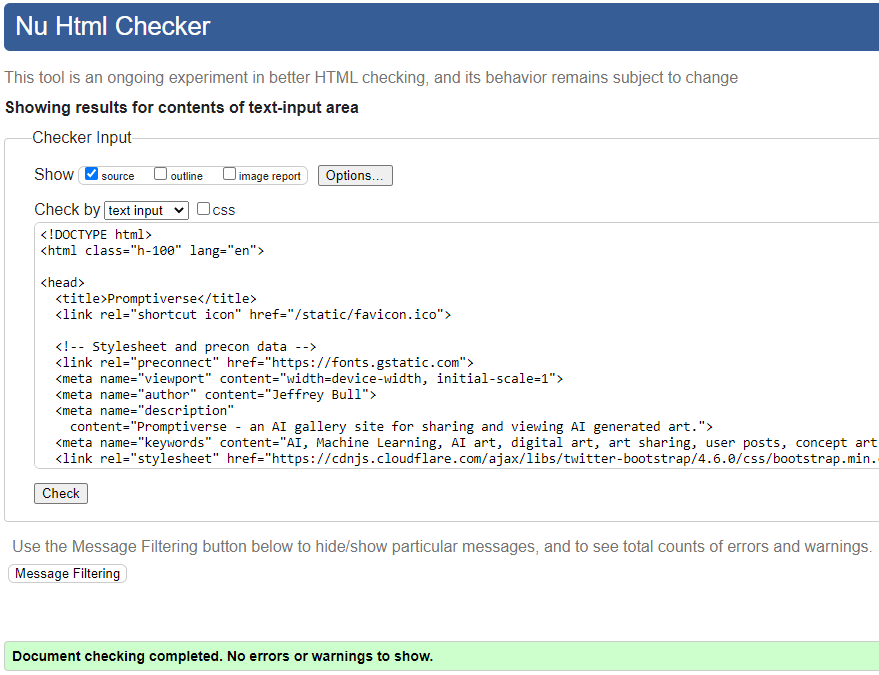 Nu Html Checker
This tool is an ongoing experiment in better HTML checking, and its behavior remains subject to change
Showing results for contents of text-input area
Checker Input
Show source outline image report Options...
Check by text input css
<!DOCTYPE html>
<html class="h-100" lang="en">
<head>
<title>Promptiverse</title>
<link rel="shortcut icon" href="/static/favicon.ico">
<!-- Stylesheet and precon data -->
<link rel="preconnect" href="https://fonts.gstatic.com">
<meta name="viewport" content="width=device-width, initial-scale=1">
<meta name="author" content="Jeffrey Bull">
<meta name="description"
content="Promptiverse - an AI gallery site for sharing and viewing AI generated art.">
<meta name="keywords" content="AI, Machine Learning, AI art, digital art, art sharing, user posts, concept art
<link rel="stylesheet" href="https://cdnjs.cloudflare.com/ajax/libs/twitter-bootstrap/4.6.0/css/bootstrap.min.
Check
Use the Message Filtering button below to hide/show particular messages, and to see total counts of errors and warnings.
Message Filtering
Document checking completed. No errors or warnings to show.